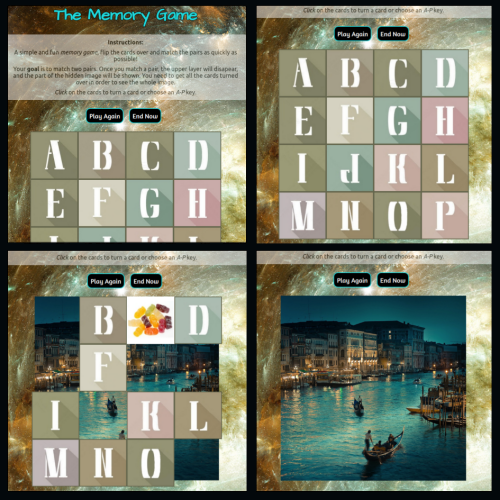 The Memory Game
Instructions:
A simple and fun memory game, flip the cards over and match the pairs as quickly as
possible!
Your goal is to match two pairs. Once you match a pair, the upper layer will disappear,
and the part of the hidden image will be shown. You need to get all the cards turned
over in order to see the whole image.
Click on the cards to turn a card or choose an A-P key.
Play Again End Now
A B C D
E F G H
Click on the cards to turn a card or choose an A-P key.
Play Again End Now
A B C D
E F G H
I J K L
M N O P
Click on the cards to turn a card or choose an A-P key.
Play Again End Now
B D
F
I K L
M N O
Click on the cards to turn a card or choose an A-P key.
Play Again End Now